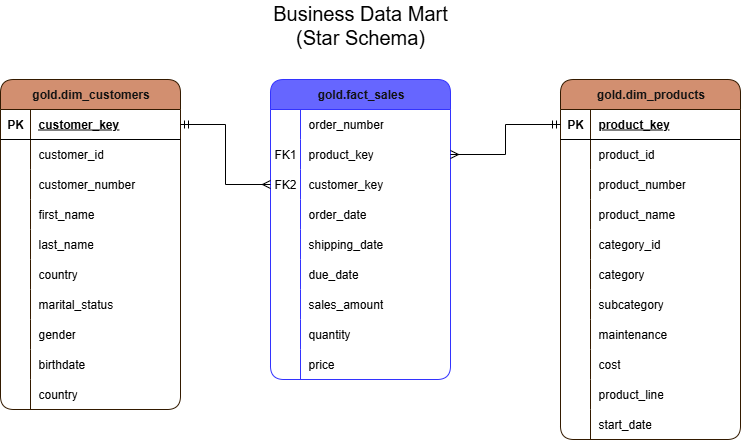 Business Data Mart
(Star Schema)
gold.dim_customers
PK customer_key
customer_id
customer_number
first_name
last_name
country
marital_status
gender
birthdate
country
gold.fact_sales
order_number
FK1 product_key
FK2 customer_key
order_date
shipping_date
due_date
sales_amount
quantity
price
gold.dim_products
PK product_key
product_id
product_number
product_name
category_id
category
subcategory
maintenance
cost
product_line
start_date